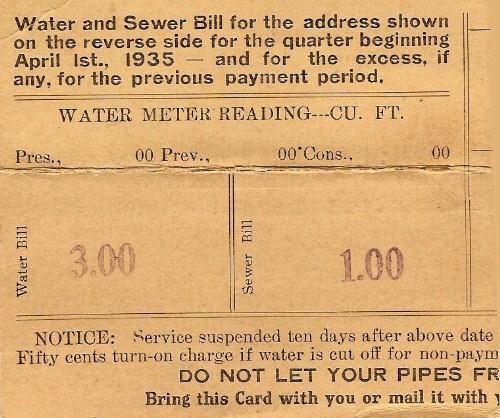 Water and Sewer Bill for the address shown
on the reverse side for the quarter beginning
April 1st., 1935 — and for the excess, if
any, for the previous payment period.
WATER METER READING---CU. FT.
Pres., 00 Prev., 00 Cons., 00
Water Bill
3.00
Sewer Bill
1.00
NOTICE: Service suspended ten days after above date
Fifty cents turn-on charge if water is cut off for non-paym
DO NOT LET YOUR PIPES FR
Bring this Card with you or mail it with